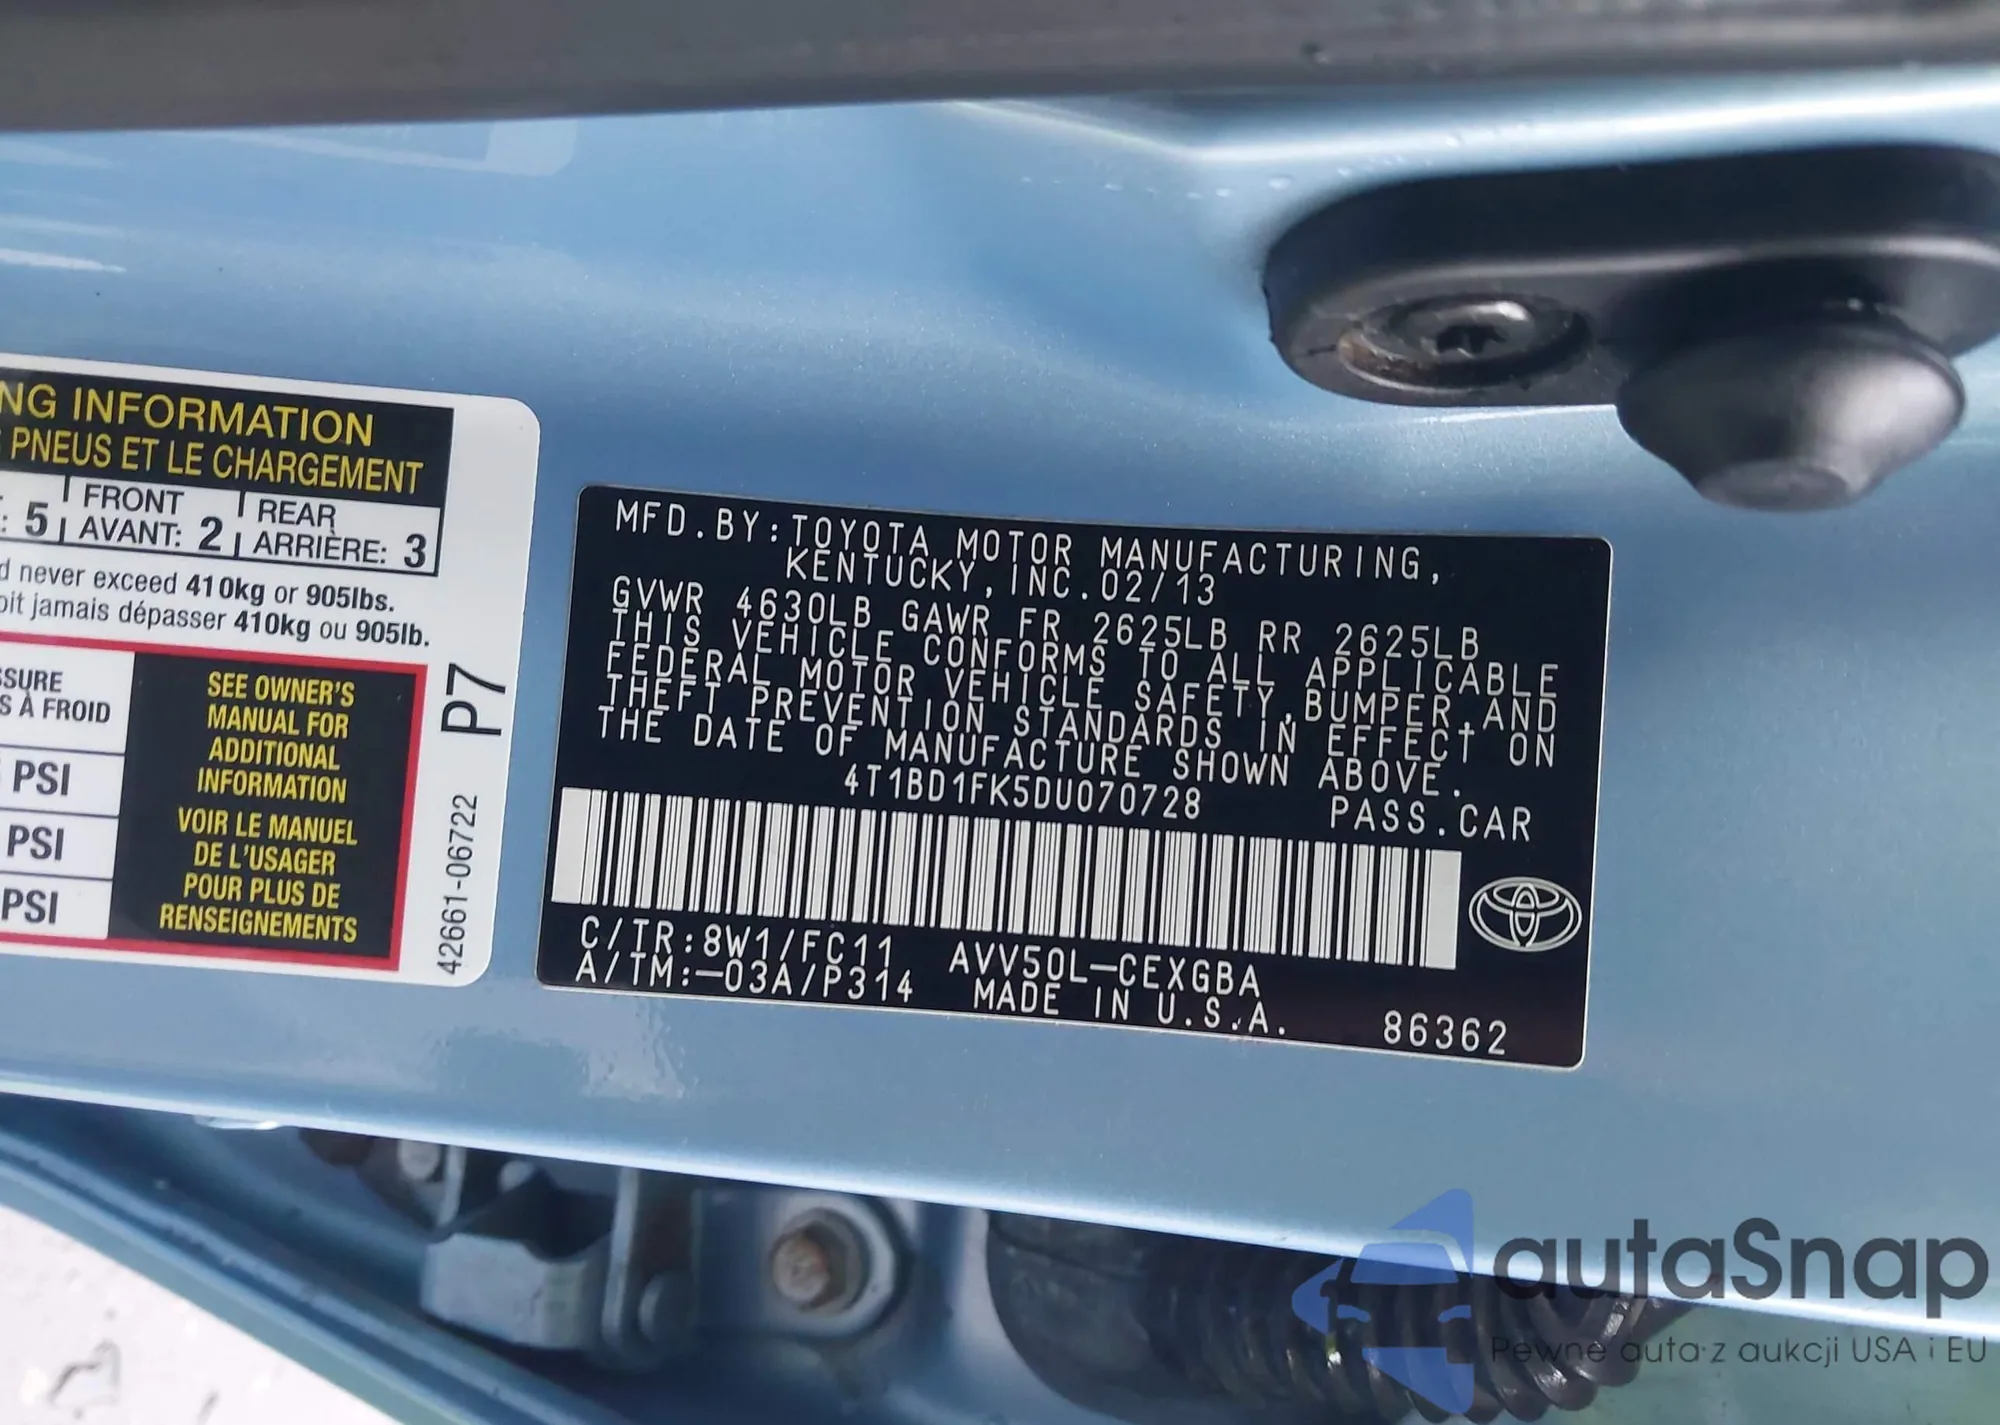 NG INFORMATION
PNEUS ET LE CHARGEMENT
: 5 FRONT AVANT: 2 REAR ARRIÈRE: 3
d never exceed 410kg or 905lbs.
oit jamais dépasser 410kg ou 905lb.
SSURE
S À FROID
PSI
PSI
PSI
SEE OWNER'S
MANUAL FOR
ADDITIONAL
INFORMATION
VOIR LE MANUEL
DE L'USAGER
POUR PLUS DE
RENSEIGNEMENTS
P7
42661-06722
MFD.BY:TOYOTA MOTOR MANUFACTURING,
KENTUCKY,INC.02/13
GVWR 4630LB GAWR FR 2625LB RR 2625LB
THIS VEHICLE CONFORMS TO ALL APPLICABLE
FEDERAL MOTOR VEHICLE SAFETY,BUMPER,AND
THEFT PREVENTION STANDARDS IN EFFECT ON
THE DATE OF MANUFACTURE SHOWN ABOVE.
4T1BD1FK5DU070728 PASS.CAR
C/TR:8W1/FC11 AVV50L-CEXGBA
A/TM:-03A/P314 MADE IN U.S.A. 86362
autaSnap
Pewne auta z aukcji USA i EU